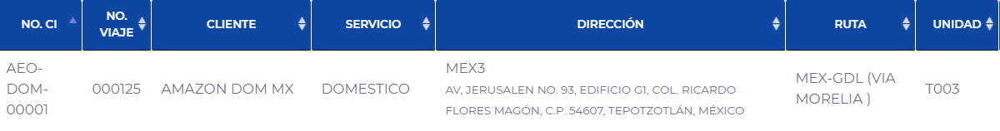 NO. CI
NO.
VIAJE
CLIENTE
SERVICIO
DIRECCIÓN
RUTA
UNIDAD
AEO-
DOM-
00001
000125
AMAZON DOM MX
DOMESTICO
MEX3
AV, JERUSALEN NO. 93, EDIFICIO G1, COL. RICARDO
FLORES MAGÓN, C.P. 54607, TEPOTZOTLÁN, MÉXICO
MEX-GDL (VIA
MORELIA )
T003